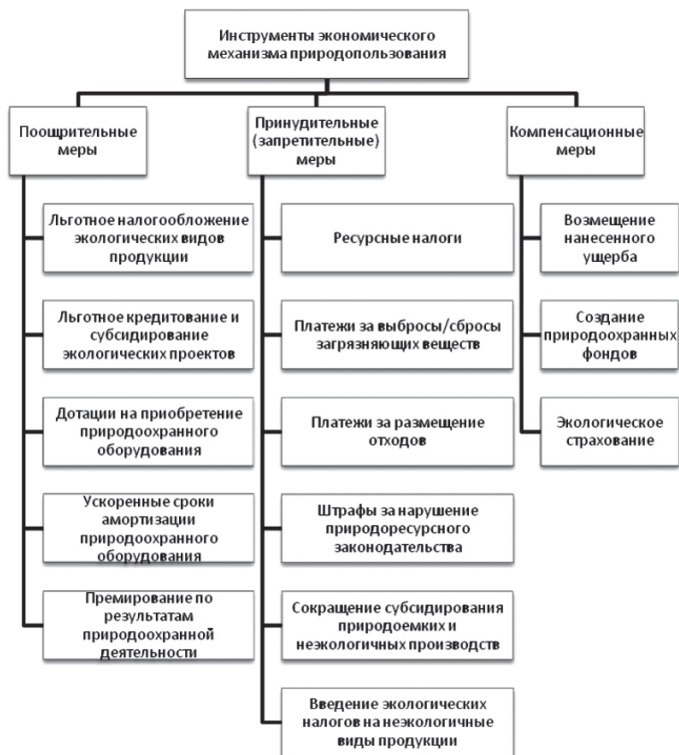 Инструменты экономического
механизма природопользования
Поощрительные
меры
Льготное налогообложение
экологических видов
продукции
Льготное кредитование и
субсидирование
экологических проектов
Дотации на приобретение
природоохранного
оборудования
Ускоренные сроки
амортизации
природоохранного
оборудования
Премирование по
результатам
природоохранной
деятельности
Принудительные
(запретительные)
меры
Ресурсные налоги
Платежи за выбросы/сбросы
загрязняющих веществ
Платежи за размещение
отходов
Штрафы за нарушение
природоресурсного
законодательства
Сокращение субсидирования
природоемких и
неэкологичных производств
Введение экологических
налогов на неэкологичные
виды продукции
Компенсационные
меры
Возмещение
нанесенного
ущерба
Создание
природоохранных
фондов
Экологическое
страхование